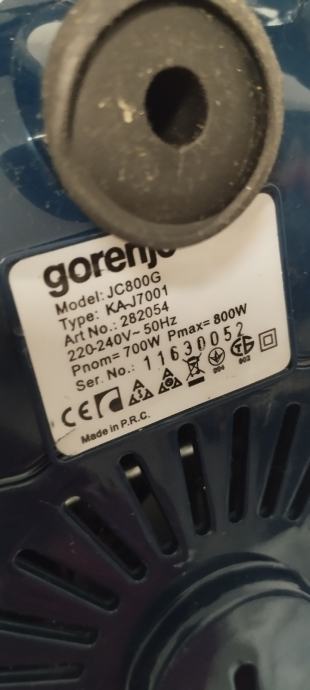 gorenje
Model: JC800G
Type: KA-J7001
Art No.: 282054
220-240V~ 50Hz
Pnom= 700W Pmax= 800W
Ser. No.: 11630052
CE
Made in P.R.C.